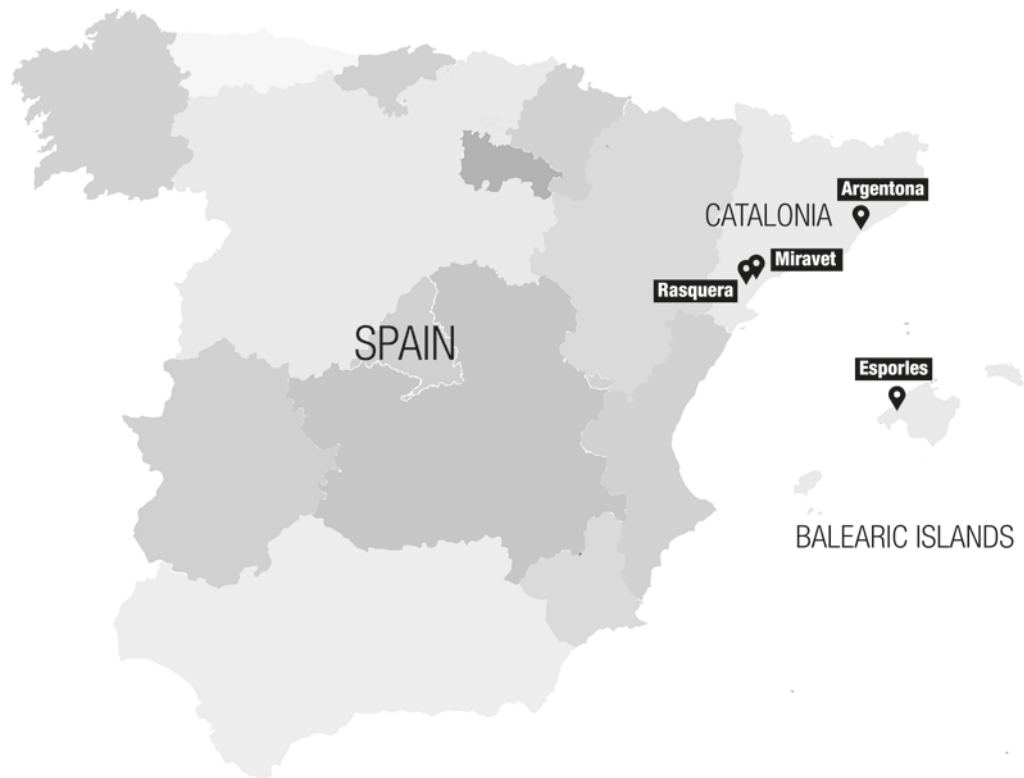 Argentona
CATALONIA
Miravet
Rasquera
SPAIN
Esporles
BALEARIC ISLANDS